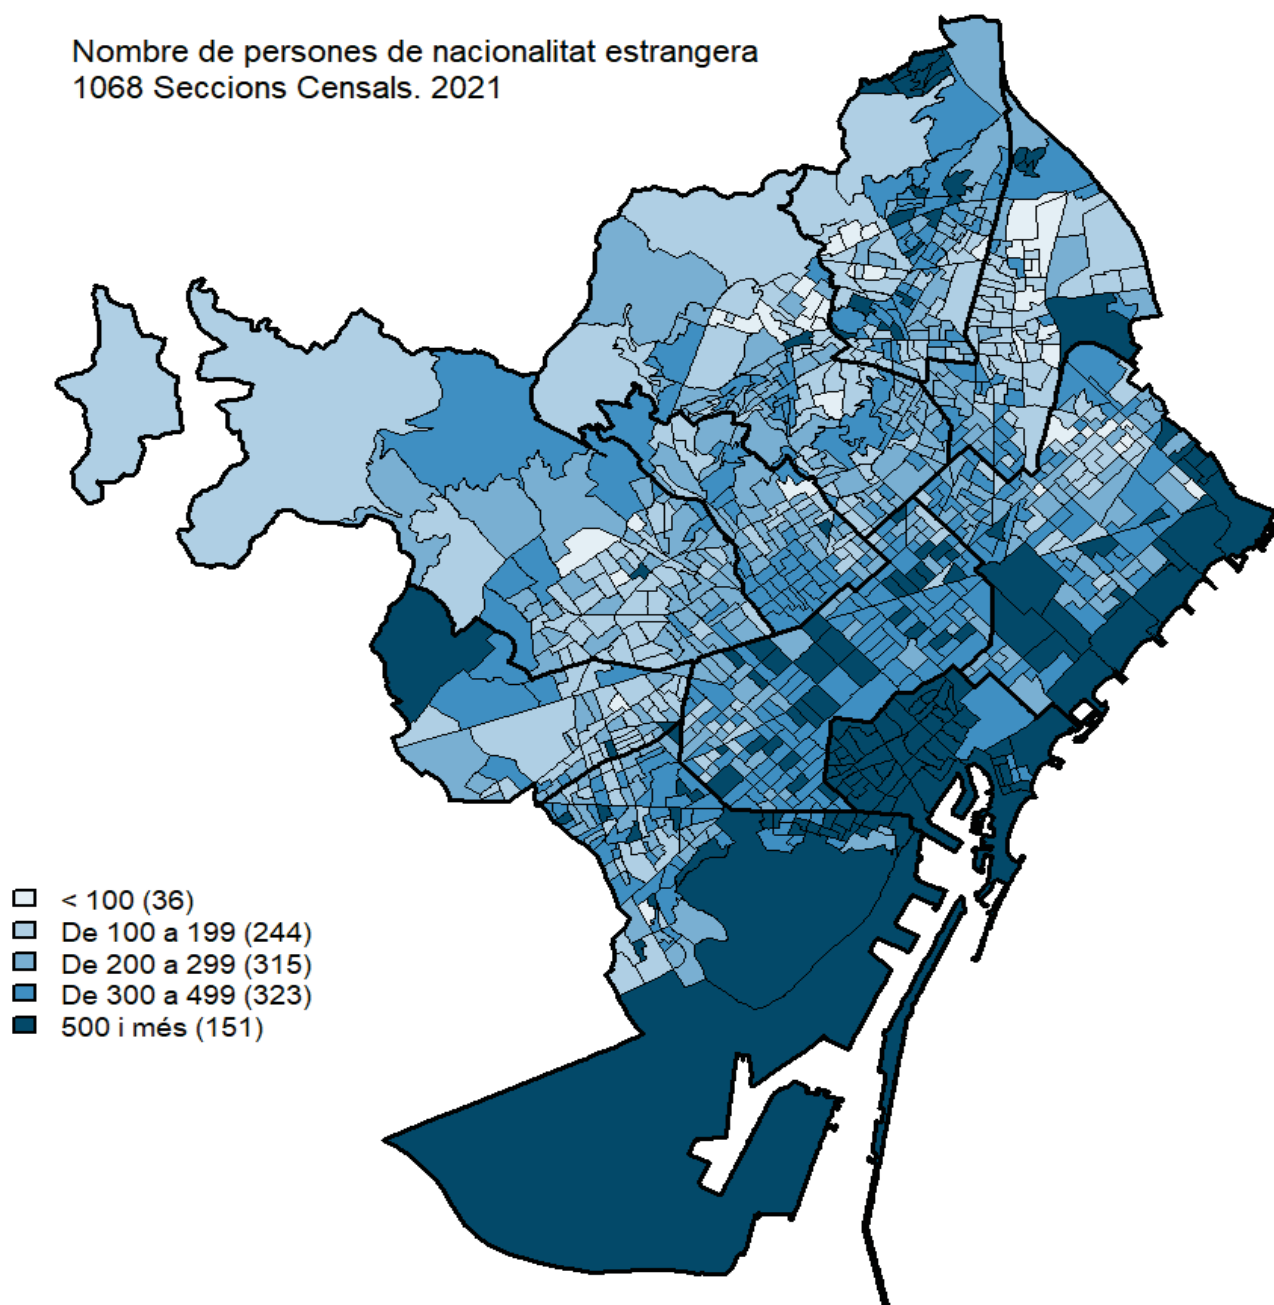 Nombre de persones de nacionalitat estrangera
1068 Seccions Censals. 2021
< 100 (36)
De 100 a 199 (244)
De 200 a 299 (315)
De 300 a 499 (323)
500 i més (151)